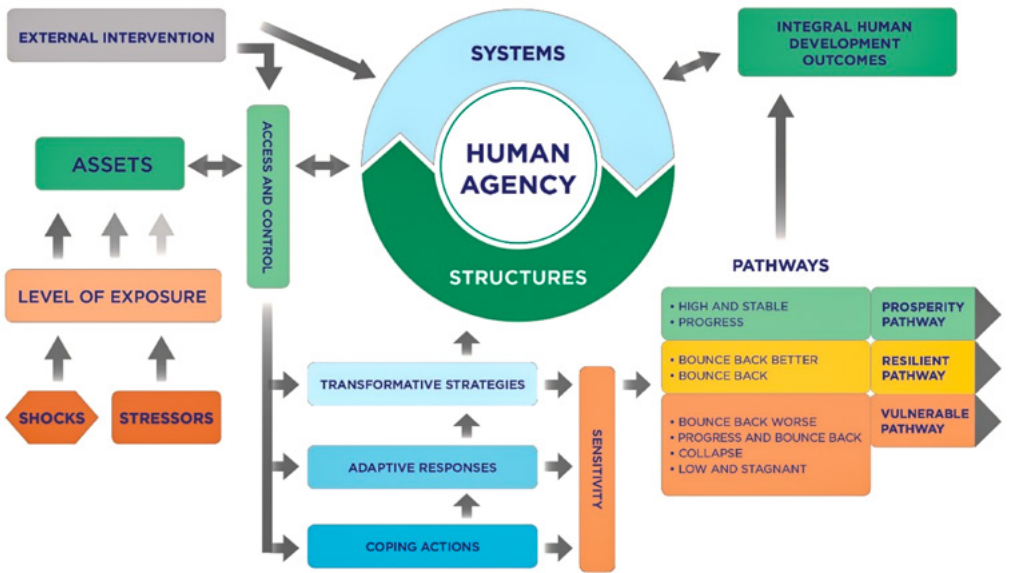 EXTERNAL INTERVENTION
SYSTEMS
INTEGRAL HUMAN
DEVELOPMENT
OUTCOMES
ACCESS AND CONTROL
ASSETS
HUMAN
AGENCY
STRUCTURES
LEVEL OF EXPOSURE
SHOCKS
STRESSORS
TRANSFORMATIVE STRATEGIES
ADAPTIVE RESPONSES
COPING ACTIONS
SENSITIVITY
PATHWAYS
• HIGH AND STABLE
• PROGRESS
PROSPERITY
PATHWAY
• BOUNCE BACK BETTER
• BOUNCE BACK
RESILIENT
PATHWAY
• BOUNCE BACK WORSE
• PROGRESS AND BOUNCE BACK
• COLLAPSE
• LOW AND STAGNANT
VULNERABLE
PATHWAY